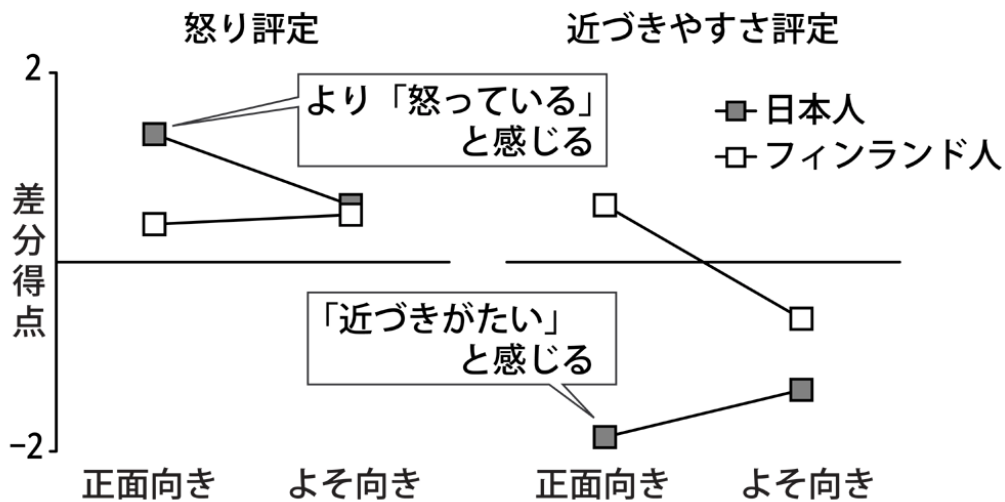 怒り評定
近づきやすさ評定
2
より「怒っている」
と感じる
日本人
フィンランド人
差分得点
「近づきがたい」
と感じる
−2
正面向き
よそ向き
正面向き
よそ向き